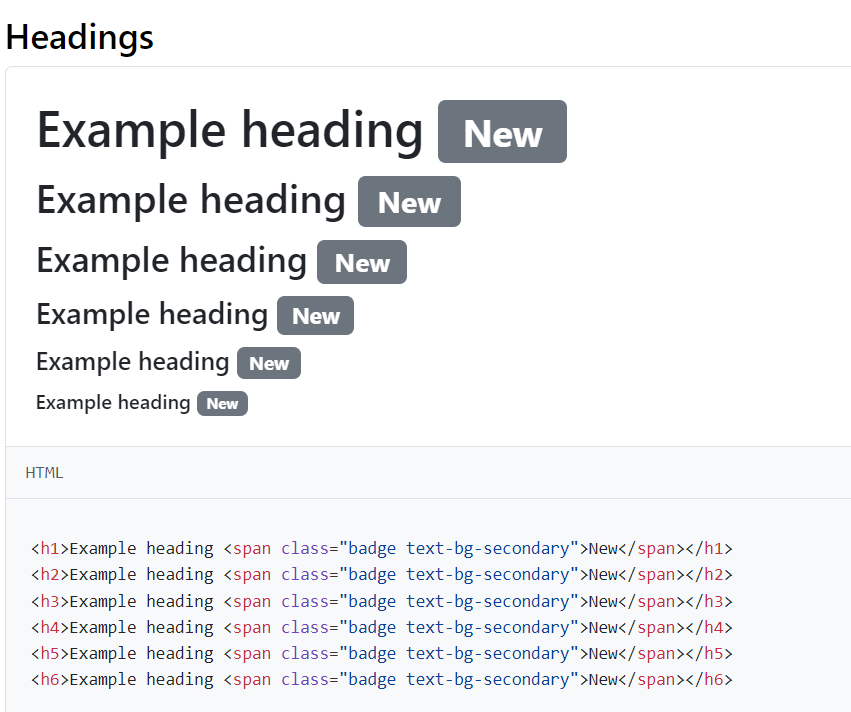 Headings
Example heading New
Example heading New
Example heading New
Example heading New
Example heading New
Example heading New
HTML
<h1>Example heading <span class="badge text-bg-secondary">New</span></h1>
<h2>Example heading <span class="badge text-bg-secondary">New</span></h2>
<h3>Example heading <span class="badge text-bg-secondary">New</span></h3>
<h4>Example heading <span class="badge text-bg-secondary">New</span></h4>
<h5>Example heading <span class="badge text-bg-secondary">New</span></h5>
<h6>Example heading <span class="badge text-bg-secondary">New</span></h6>